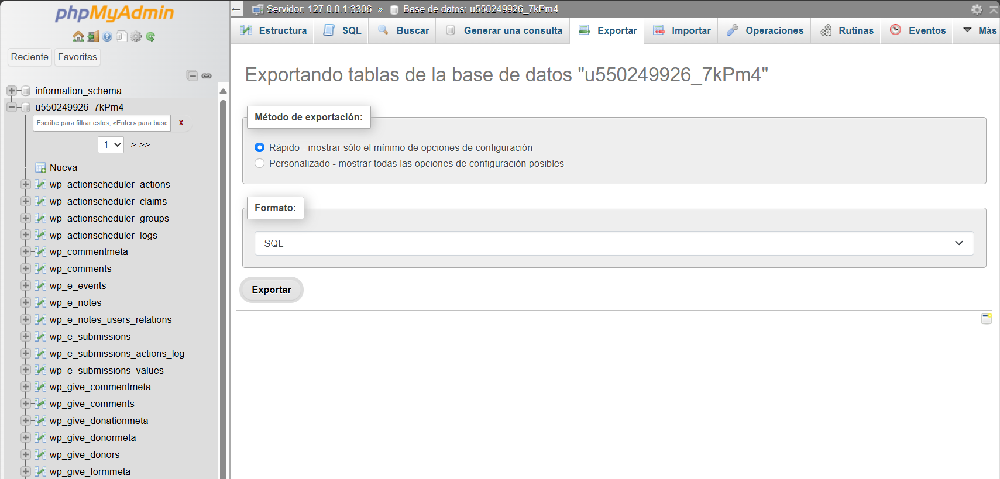 phpMyAdmin
Reciente Favoritas
information_schema
u550249926_7kPm4
Escribe para filtrar estos, «Enter» para busc X
1 > >>
Nueva
wp_actionscheduler_actions
wp_actionscheduler_claims
wp_actionscheduler_groups
wp_actionscheduler_logs
wp_commentmeta
wp_comments
wp_e_events
wp_e_notes
wp_e_notes_users_relations
wp_e_submissions
wp_e_submissions_actions_log
wp_e_submissions_values
wp_give_commentmeta
wp_give_comments
wp_give_donationmeta
wp_give_donormeta
wp_give_donors
wp_give_formmeta
← Servidor: 127.0.0.1:3306 » Base de datos: u550249926_7kPm4
Estructura SQL Buscar Generar una consulta Exportar Importar Operaciones Rutinas Eventos Más
Exportando tablas de la base de datos "u550249926_7kPm4"
Método de exportación:
Rápido - mostrar sólo el mínimo de opciones de configuración
Personalizado - mostrar todas las opciones de configuración posibles
Formato:
SQL
Exportar